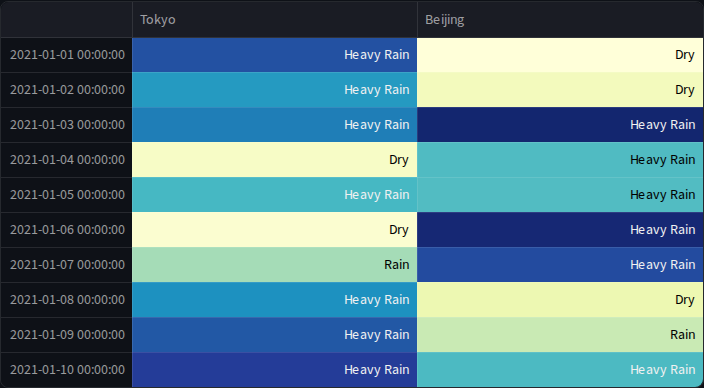 Tokyo Beijing
2021-01-01 00:00:00 Heavy Rain Dry
2021-01-02 00:00:00 Heavy Rain Dry
2021-01-03 00:00:00 Heavy Rain Heavy Rain
2021-01-04 00:00:00 Dry Heavy Rain
2021-01-05 00:00:00 Heavy Rain Heavy Rain
2021-01-06 00:00:00 Dry Heavy Rain
2021-01-07 00:00:00 Rain Heavy Rain
2021-01-08 00:00:00 Heavy Rain Dry
2021-01-09 00:00:00 Heavy Rain Rain
2021-01-10 00:00:00 Heavy Rain Heavy Rain